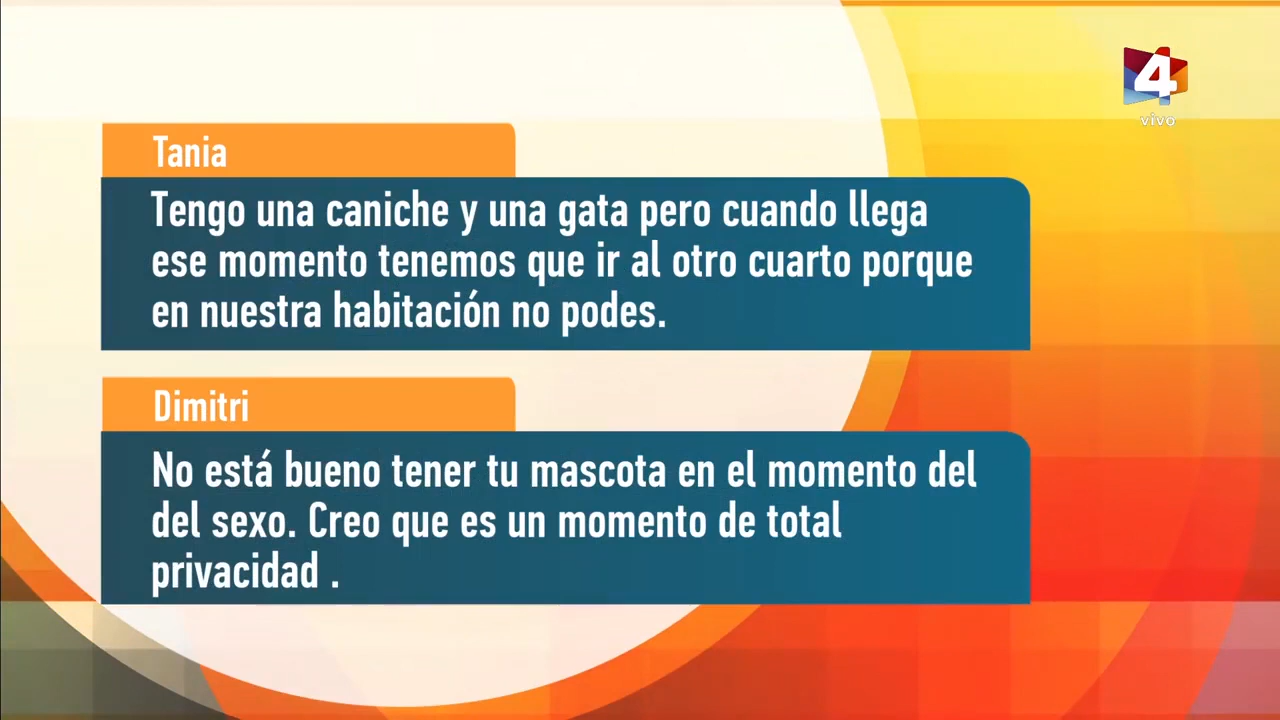 4
vivo
Tania
Tengo una caniche y una gata pero cuando llega
ese momento tenemos que ir al otro cuarto porque
en nuestra habitación no podes.
Dimitri
No está bueno tener tu mascota en el momento del
del sexo. Creo que es un momento de total
privacidad .